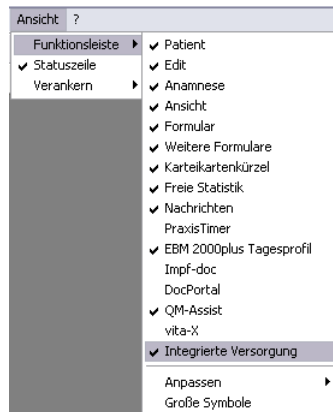 Ansicht ?
Funktionsleiste
Statuszeile
Verankern
Patient
Edit
Anamnese
Ansicht
Formular
Weitere Formulare
Karteikartenkürzel
Freie Statistik
Nachrichten
PraxisTimer
EBM 2000plus Tagesprofil
Impf-doc
DocPortal
QM-Assist
vita-X
Integrierte Versorgung
Anpassen
Große Symbole